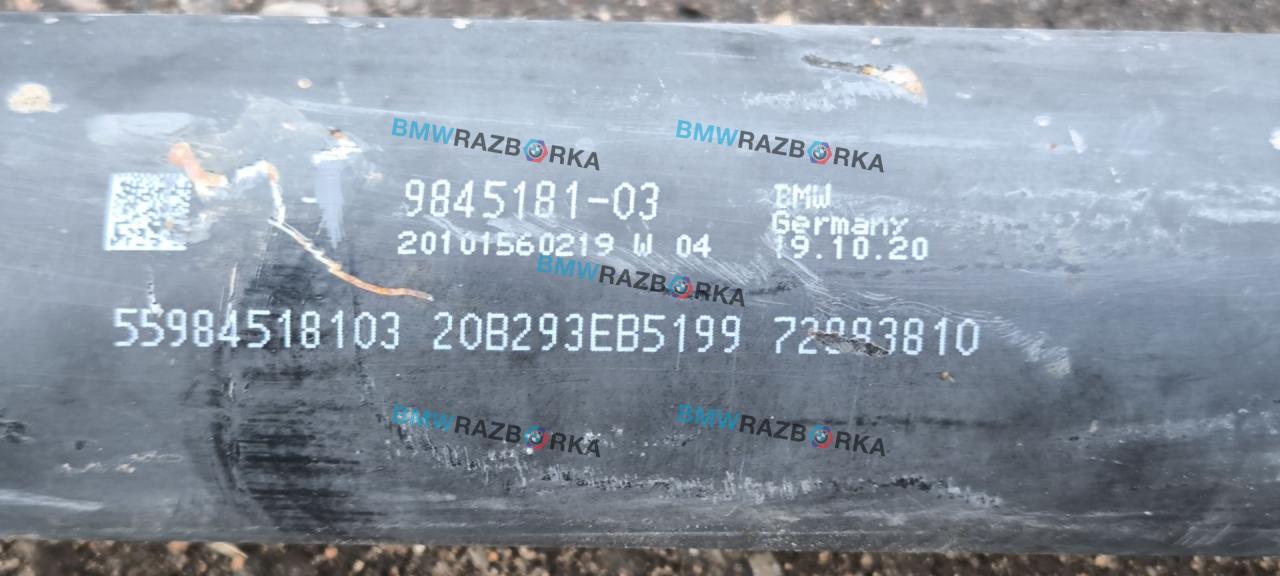 BMWRAZBORKA BMWRAZBORKA
9845181-03 BMW
Germany
20101560219 W 04 19.10.20
BMWRAZBORKA
55984518103 20B293EB5199
BMWRAZBORKA BMWRAZBORKA